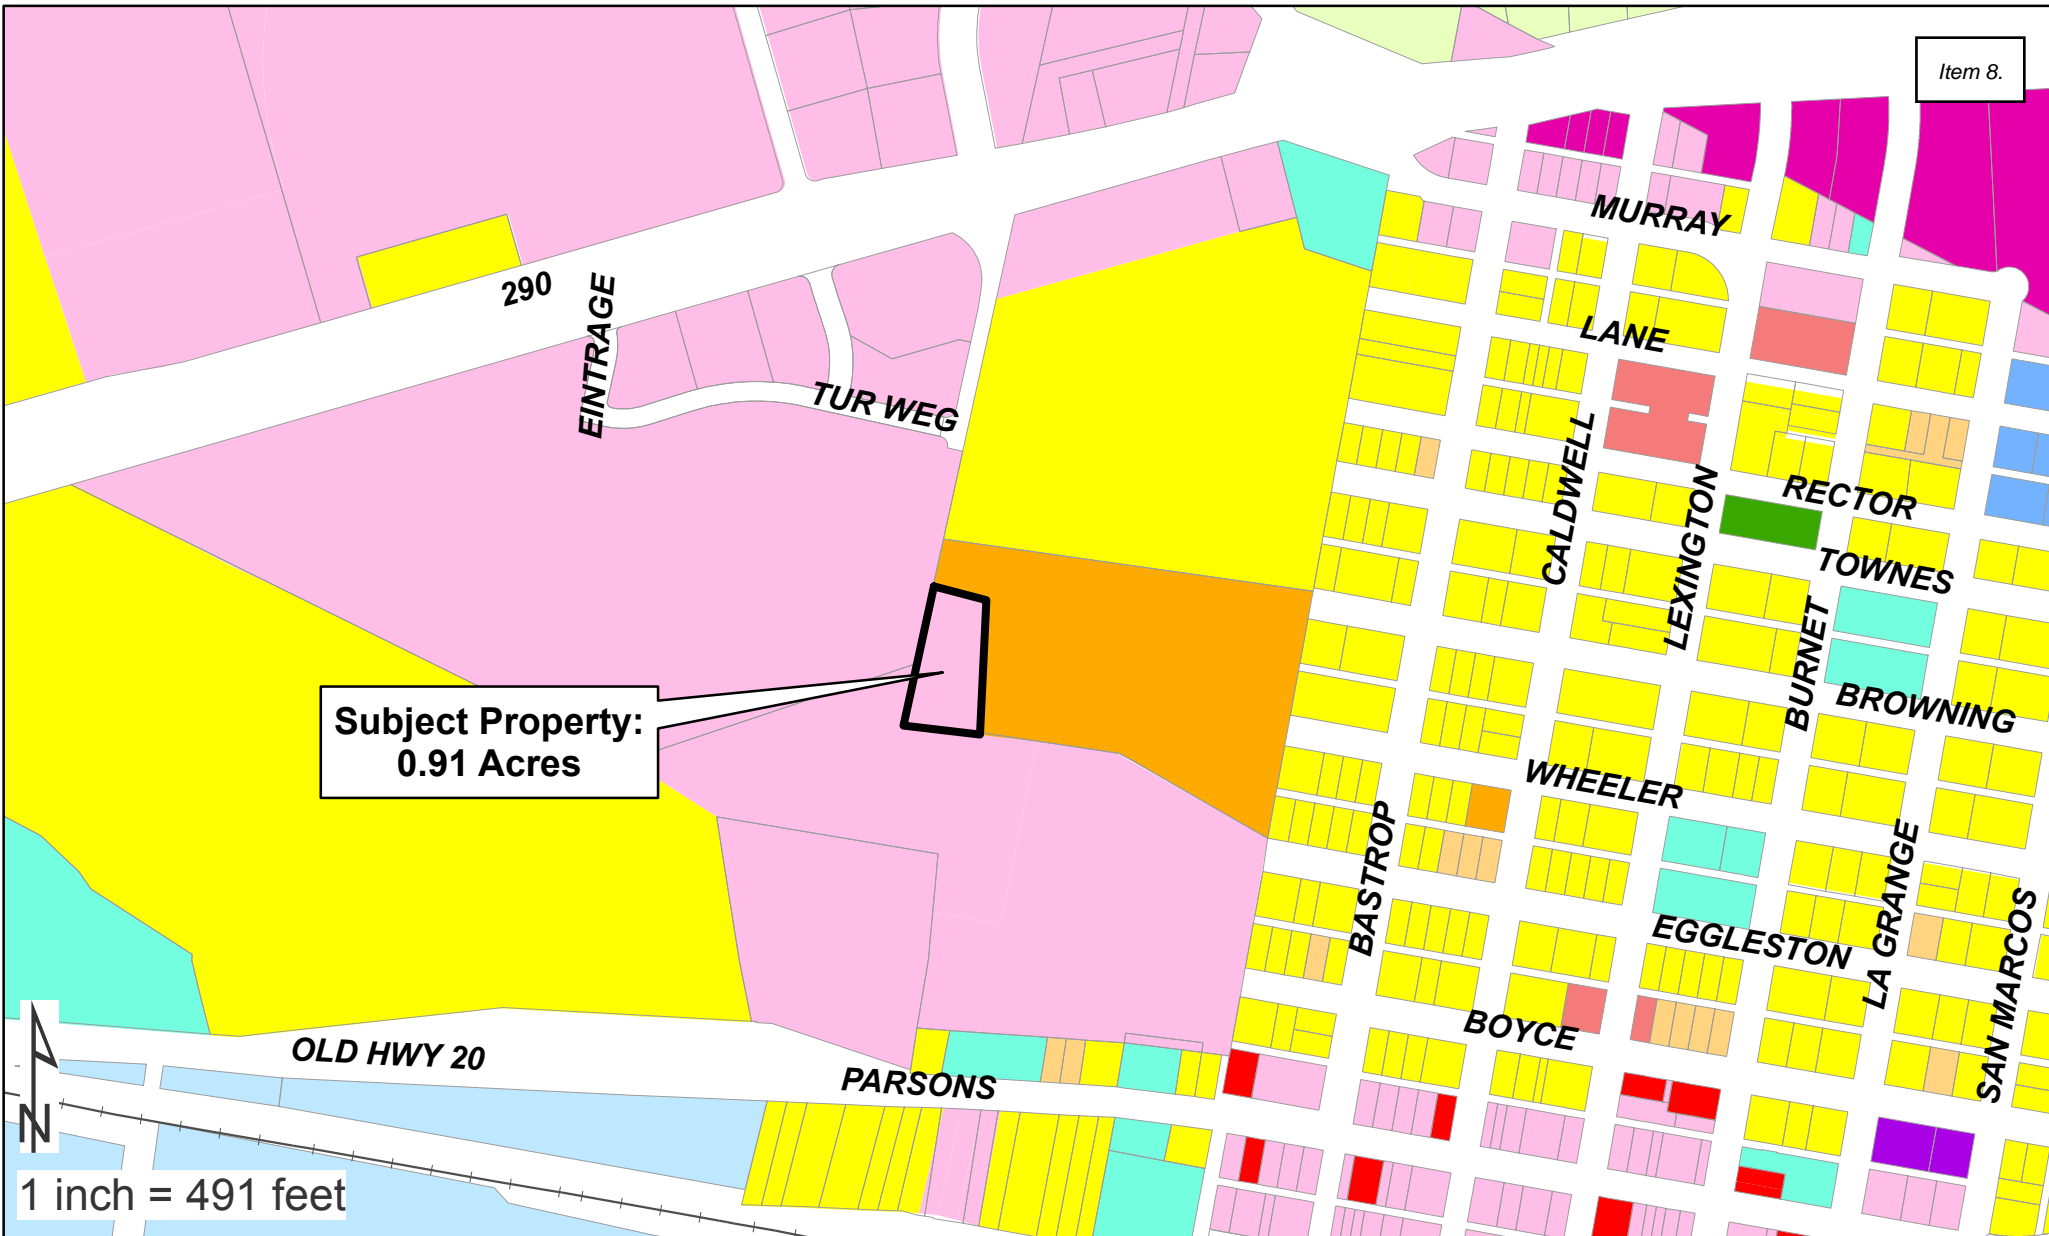 Item 8.
MURRAY
290
EINTRAGE
LANE
TUR WEG
CALDWELL
LEXINGTON
RECTOR
TOWNES
BURNET
Subject Property:
0.91 Acres
BROWNING
WHEELER
BASTROP
LA GRANGE
EGGLESTON
SAN MARCOS
BOYCE
OLD HWY 20
PARSONS
N
1 inch = 491 feet